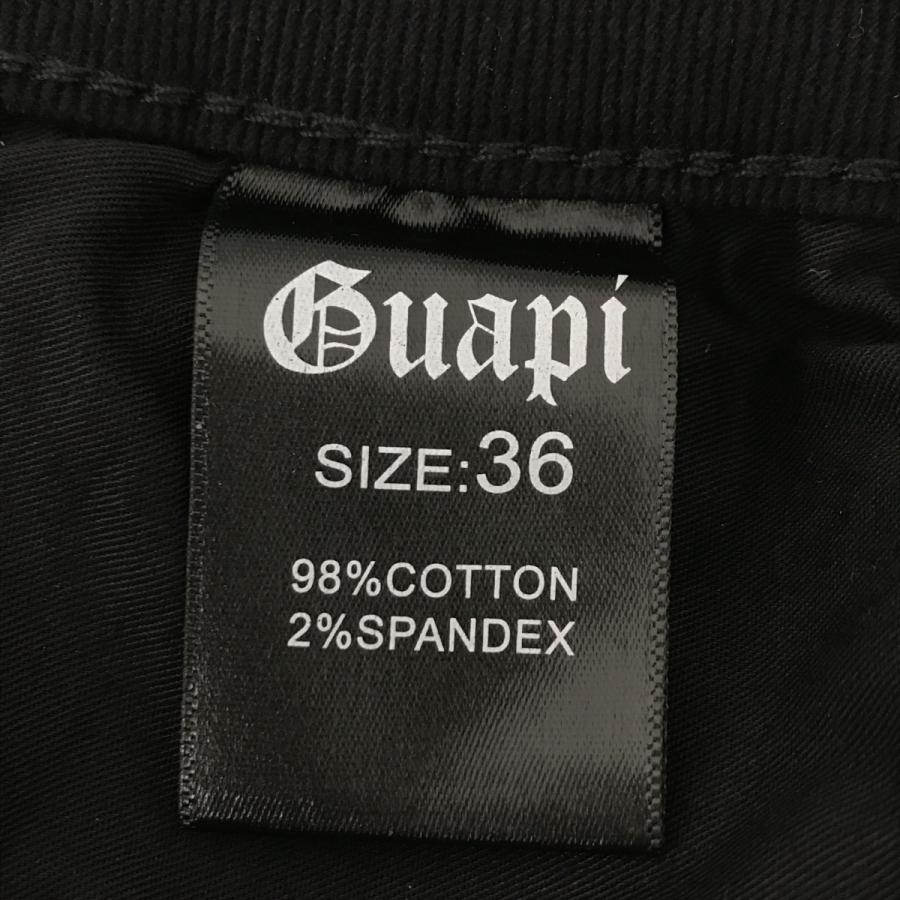 Guapí
SIZE:36
98%COTTON
2%SPANDEX